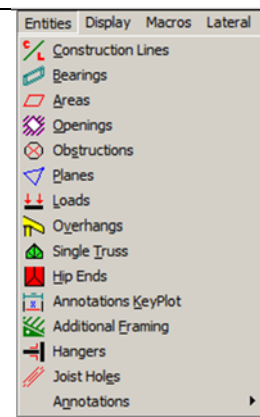 Entities Display Macros Lateral
Construction Lines
Bearings
Areas
Openings
Obstructions
Planes
Loads
Overhangs
Single Truss
Hip Ends
Annotations KeyPlot
Additional Framing
Hangers
Joist Holes
Annotations